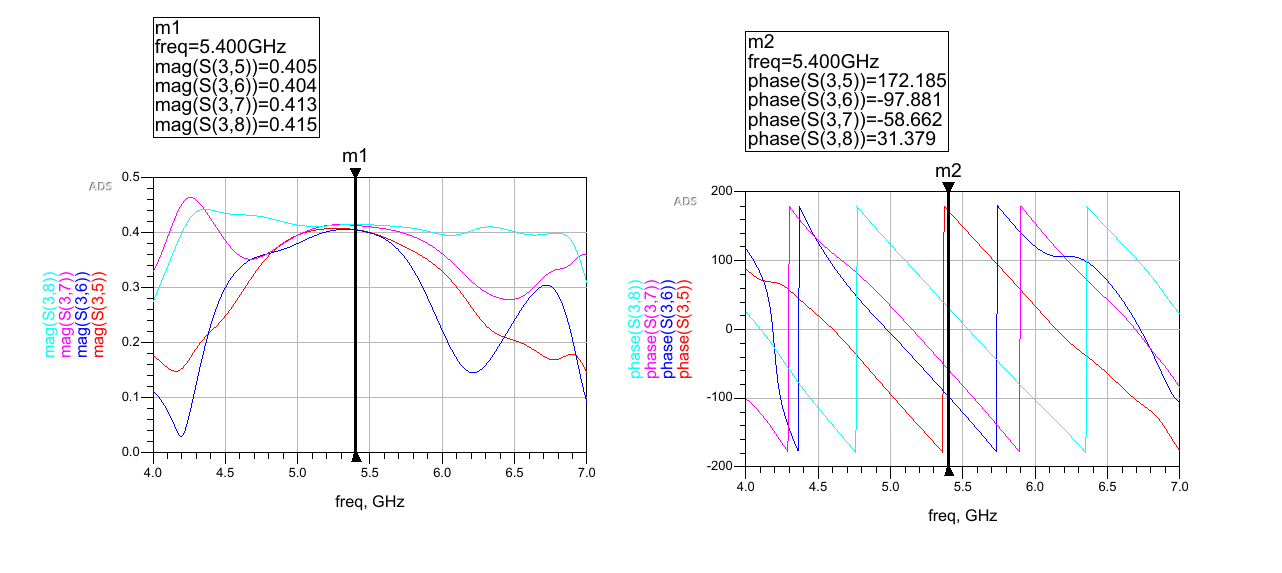 m1
freq=5.400GHz
mag(S(3,5))=0.405
mag(S(3,6))=0.404
mag(S(3,7))=0.413
mag(S(3,8))=0.415
m1
ADS
0.5
0.4
0.3
0.2
0.1
0.0
mag(S(3,8))
mag(S(3,7))
mag(S(3,6))
mag(S(3,5))
4.0 4.5 5.0 5.5 6.0 6.5 7.0
freq, GHz
m2
freq=5.400GHz
phase(S(3,5))=172.185
phase(S(3,6))=-97.881
phase(S(3,7))=-58.662
phase(S(3,8))=31.379
m2
ADS
200
100
0
-100
-200
phase(S(3,8))
phase(S(3,7))
phase(S(3,6))
phase(S(3,5))
4.0 4.5 5.0 5.5 6.0 6.5 7.0
freq, GHz